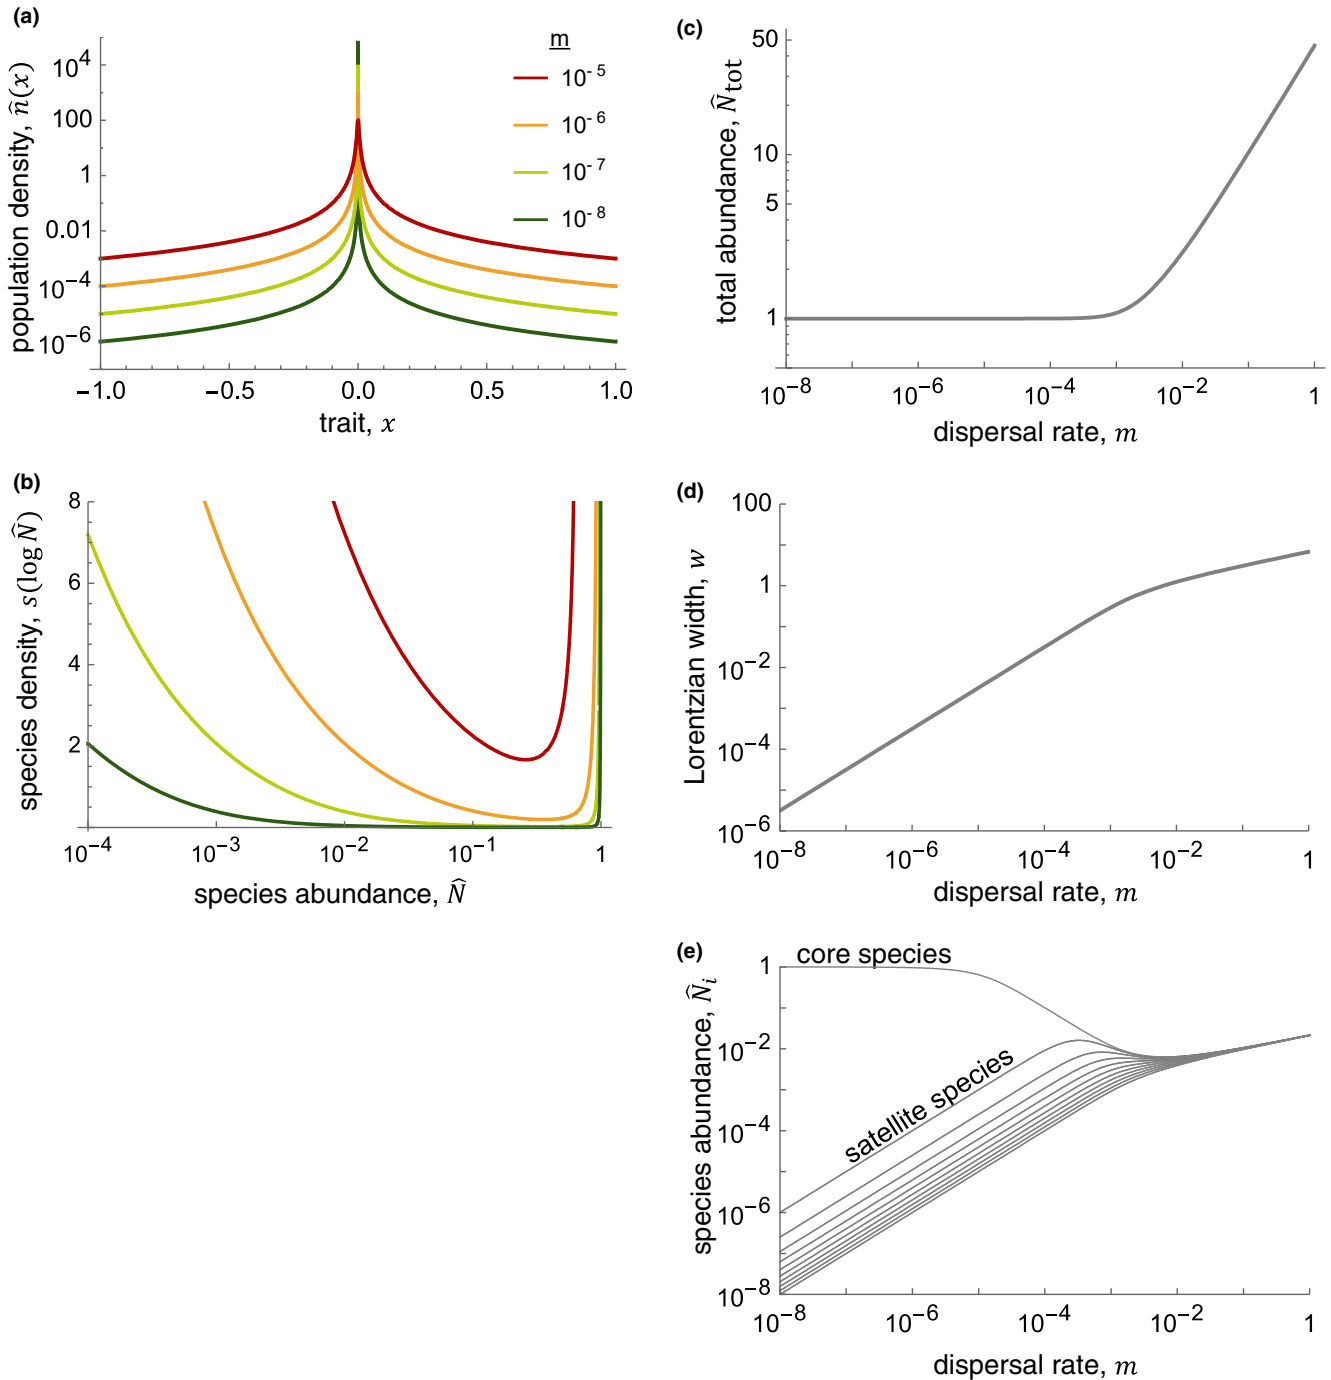 (a)
population density, n̂(x)
10⁴
100
1
0.01
10⁻⁴
10⁻⁶
−1.0
−0.5
0.0
0.5
1.0
trait, x
m
10⁻⁵
10⁻⁶
10⁻⁷
10⁻⁸
(b)
species density, s(log N̂)
8
6
4
2
10⁻⁴
10⁻³
10⁻²
10⁻¹
1
species abundance, N̂
(c)
total abundance, N̂tot
50
10
5
1
10⁻⁸
10⁻⁶
10⁻⁴
10⁻²
1
dispersal rate, m
(d)
Lorentzian width, w
100
1
10⁻²
10⁻⁴
10⁻⁶
10⁻⁸
10⁻⁶
10⁻⁴
10⁻²
1
dispersal rate, m
(e)
species abundance, N̂ᵢ
core species
satellite species
1
10⁻²
10⁻⁴
10⁻⁶
10⁻⁸
10⁻⁸
10⁻⁶
10⁻⁴
10⁻²
1
dispersal rate, m